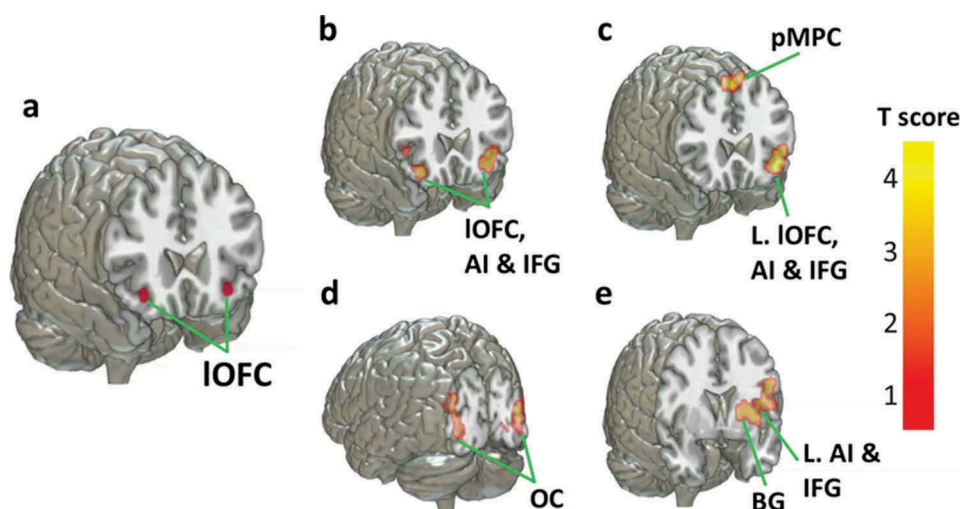 a
lOFC
b
lOFC,
AI & IFG
c
pMPC
L. lOFC,
AI & IFG
d
OC
e
L. AI &
IFG
BG
T score
4
3
2
1